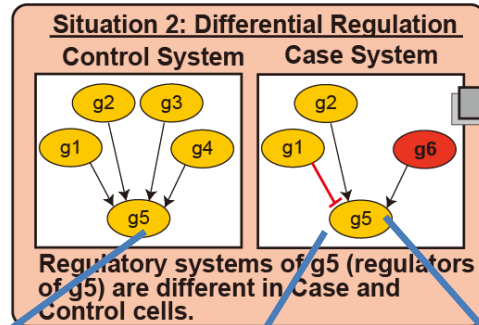 Situation 2: Differential Regulation
Control System
Case System
g2
g3
g1
g4
g5
g2
g1
g6
g5
Regulatory systems of g5 (regulators
of g5) are different in Case and
Control cells.